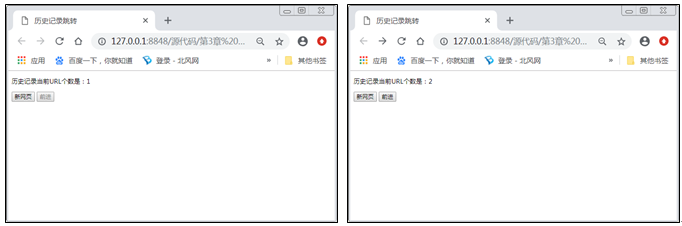 历史记录跳转
127.0.0.1:8848/源代码/第3章%20...
应用 百度一下，你就知道 登录 - 北风网 » 其他书签
历史记录当前URL个数是：1
新网页 前进
历史记录跳转
127.0.0.1:8848/源代码/第3章%20...
应用 百度一下，你就知道 登录 - 北风网 » 其他书签
历史记录当前URL个数是：2
新网页 前进